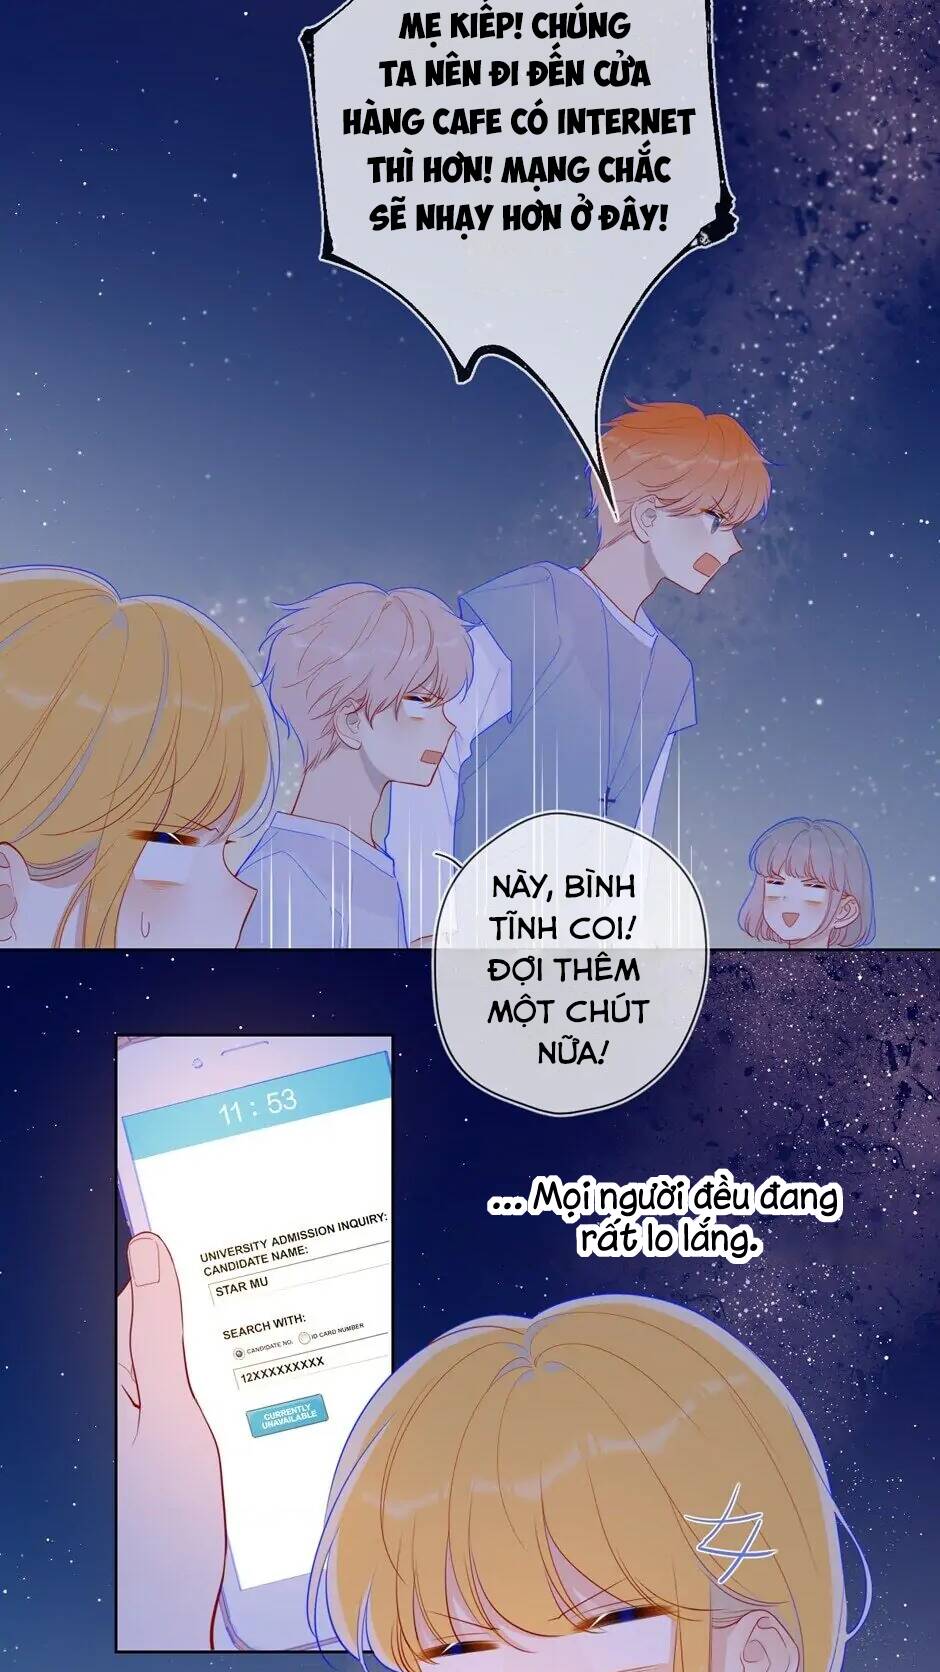 MẸ KIẾP! CHÚNG
TA NÊN ĐI ĐẾN CỬA
HÀNG CAFE CÓ INTERNET
THÌ HƠN! MẠNG CHẮC
SẼ NHẠY HƠN Ở ĐÂY!
NÀY, BÌNH
TĨNH COI!
ĐỢI THÊM
MỘT CHÚT
NỮA!
11 : 53
UNIVERSITY ADMISSION INQUIRY:
CANDIDATE NAME:
STAR MU
SEARCH WITH:
CANDIDATE NO. ID CARD NUMBER
12XXXXXXXXX
CURRENTLY
UNAVAILABLE
... Mọi người đều đang
rất lo lắng.